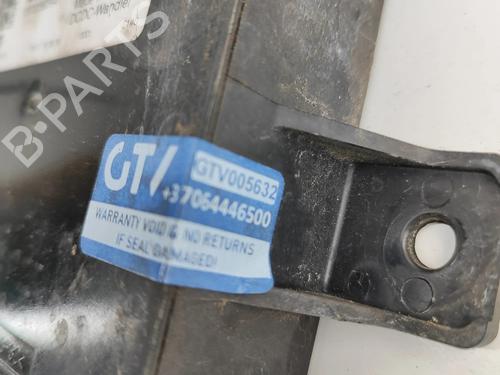 DCDC-Wandler
GTV
GTV005632
+37064446500
WARRANTY VOID & NO RETURNS
IF SEAL DAMAGED!
B-PARTS